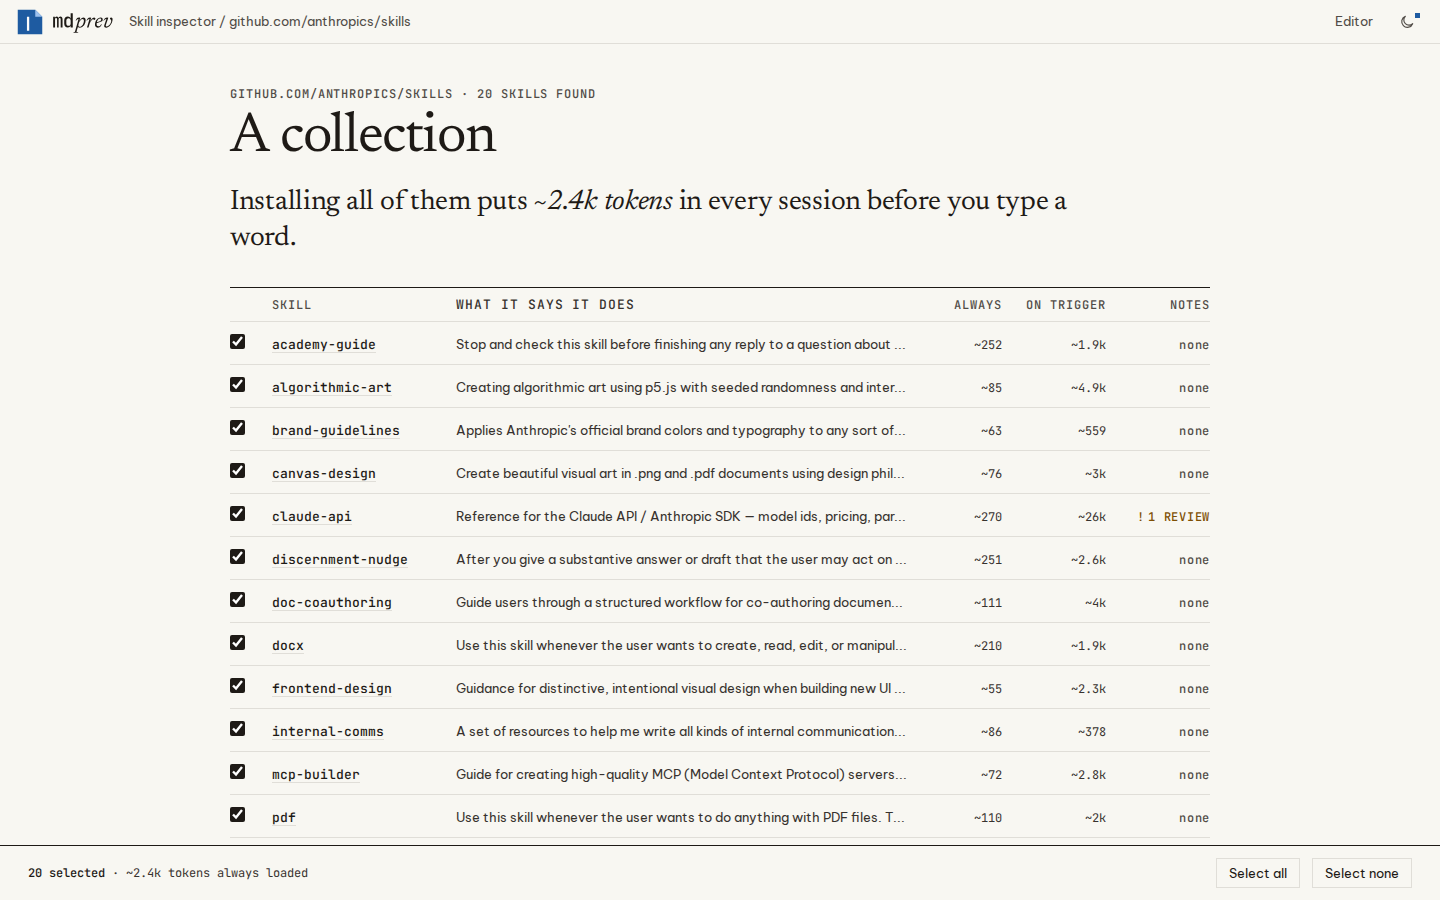 mdprev Skill inspector / github.com/anthropics/skills Editor
GITHUB.COM/ANTHROPICS/SKILLS · 20 SKILLS FOUND
A collection
Installing all of them puts ~2.4k tokens in every session before you type a
word.
SKILL WHAT IT SAYS IT DOES ALWAYS ON TRIGGER NOTES
academy-guide Stop and check this skill before finishing any reply to a question about ... ~252 ~1.9k none
algorithmic-art Creating algorithmic art using p5.js with seeded randomness and inter... ~85 ~4.9k none
brand-guidelines Applies Anthropic's official brand colors and typography to any sort of... ~63 ~559 none
canvas-design Create beautiful visual art in .png and .pdf documents using design phil... ~76 ~3k none
claude-api Reference for the Claude API / Anthropic SDK — model ids, pricing, par... ~270 ~26k ! 1 REVIEW
discernment-nudge After you give a substantive answer or draft that the user may act on ... ~251 ~2.6k none
doc-coauthoring Guide users through a structured workflow for co-authoring documen... ~111 ~4k none
docx Use this skill whenever the user wants to create, read, edit, or manipul... ~210 ~1.9k none
frontend-design Guidance for distinctive, intentional visual design when building new UI ... ~55 ~2.3k none
internal-comms A set of resources to help me write all kinds of internal communication... ~86 ~378 none
mcp-builder Guide for creating high-quality MCP (Model Context Protocol) servers... ~72 ~2.8k none
pdf Use this skill whenever the user wants to do anything with PDF files. T... ~110 ~2k none
20 selected · ~2.4k tokens always loaded Select all Select none